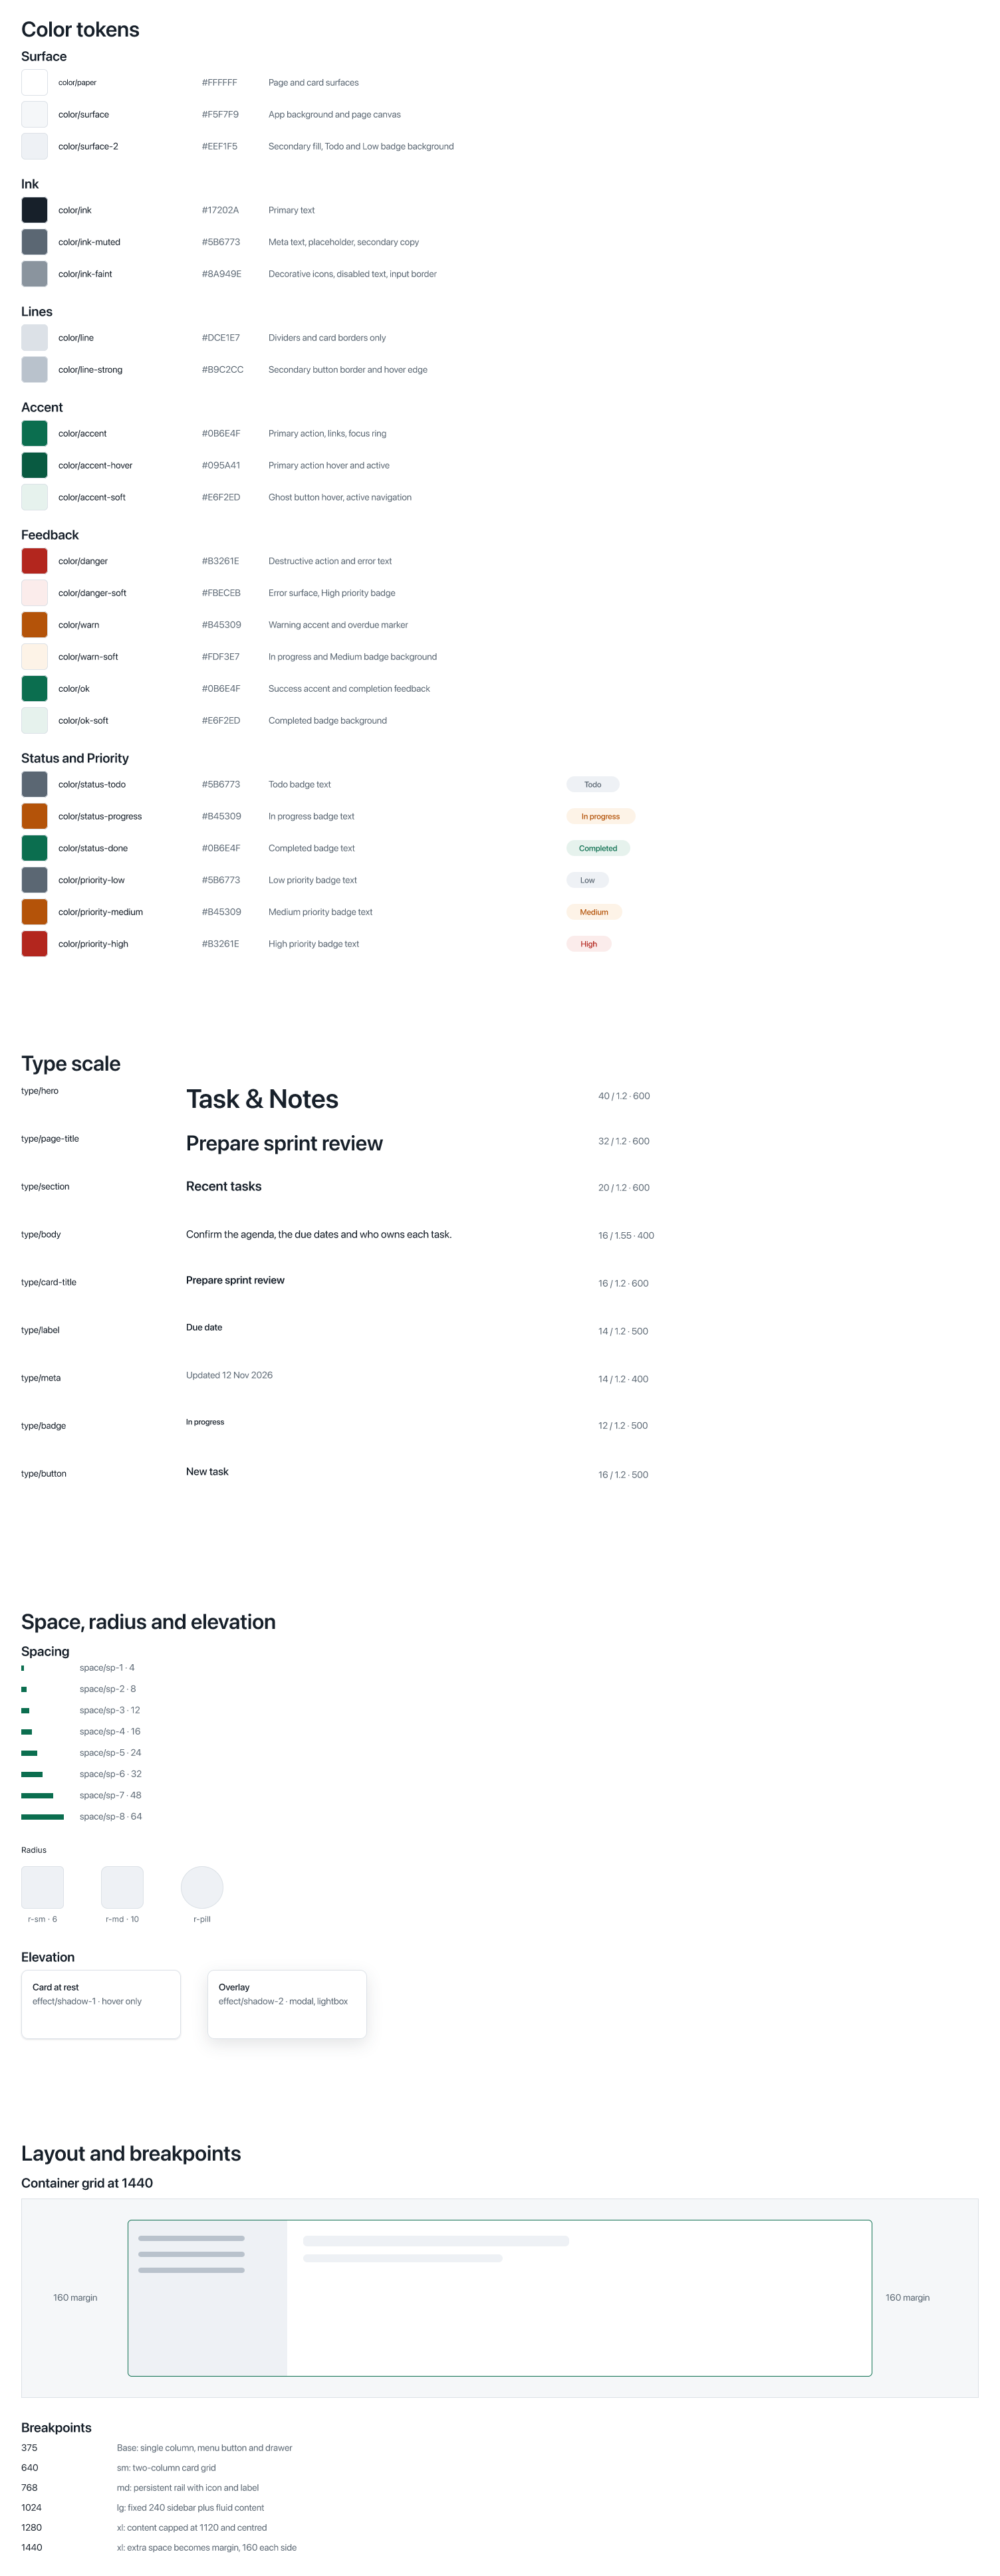 Color tokens
Surface
color/paper #FFFFFF Page and card surfaces
color/surface #F5F7F9 App background and page canvas
color/surface-2 #EEF1F5 Secondary fill, Todo and Low badge background
Ink
color/ink #17202A Primary text
color/ink-muted #5B6773 Meta text, placeholder, secondary copy
color/ink-faint #8A949E Decorative icons, disabled text, input border
Lines
color/line #DCE1E7 Dividers and card borders only
color/line-strong #B9C2CC Secondary button border and hover edge
Accent
color/accent #0B6E4F Primary action, links, focus ring
color/accent-hover #095A41 Primary action hover and active
color/accent-soft #E6F2ED Ghost button hover, active navigation
Feedback
color/danger #B3261E Destructive action and error text
color/danger-soft #FBECEB Error surface, High priority badge
color/warn #B45309 Warning accent and overdue marker
color/warn-soft #FDF3E7 In progress and Medium badge background
color/ok #0B6E4F Success accent and completion feedback
color/ok-soft #E6F2ED Completed badge background
Status and Priority
color/status-todo #5B6773 Todo badge text Todo
color/status-progress #B45309 In progress badge text In progress
color/status-done #0B6E4F Completed badge text Completed
color/priority-low #5B6773 Low priority badge text Low
color/priority-medium #B45309 Medium priority badge text Medium
color/priority-high #B3261E High priority badge text High
Type scale
type/hero Task & Notes 40 / 1.2 · 600
type/page-title Prepare sprint review 32 / 1.2 · 600
type/section Recent tasks 20 / 1.2 · 600
type/body Confirm the agenda, the due dates and who owns each task. 16 / 1.55 · 400
type/card-title Prepare sprint review 16 / 1.2 · 600
type/label Due date 14 / 1.2 · 500
type/meta Updated 12 Nov 2026 14 / 1.2 · 400
type/badge In progress 12 / 1.2 · 500
type/button New task 16 / 1.2 · 500
Space, radius and elevation
Spacing
space/sp-1 · 4
space/sp-2 · 8
space/sp-3 · 12
space/sp-4 · 16
space/sp-5 · 24
space/sp-6 · 32
space/sp-7 · 48
space/sp-8 · 64
Radius
r-sm · 6 r-md · 10 r-pill
Elevation
Card at rest Overlay
effect/shadow-1 · hover only effect/shadow-2 · modal, lightbox
Layout and breakpoints
Container grid at 1440
160 margin 160 margin
Breakpoints
375 Base: single column, menu button and drawer
640 sm: two-column card grid
768 md: persistent rail with icon and label
1024 lg: fixed 240 sidebar plus fluid content
1280 xl: content capped at 1120 and centred
1440 xl: extra space becomes margin, 160 each side